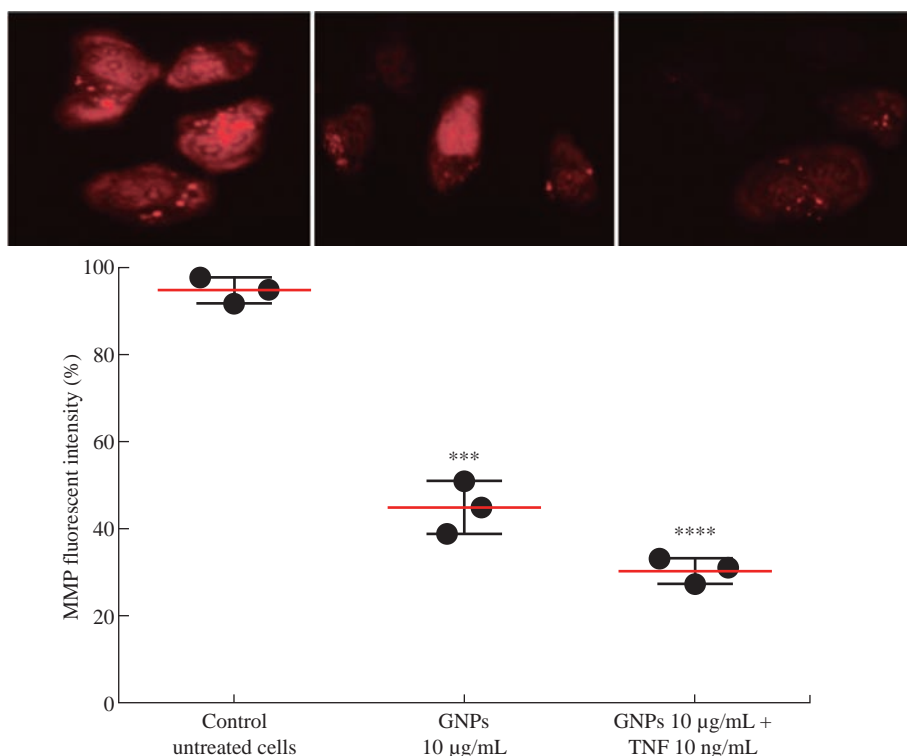 100
80
60
40
20
0
MMP fluorescent intensity (%)
***
****
Control
untreated cells
GNPs
10 µg/mL
GNPs 10 µg/mL +
TNF 10 ng/mL